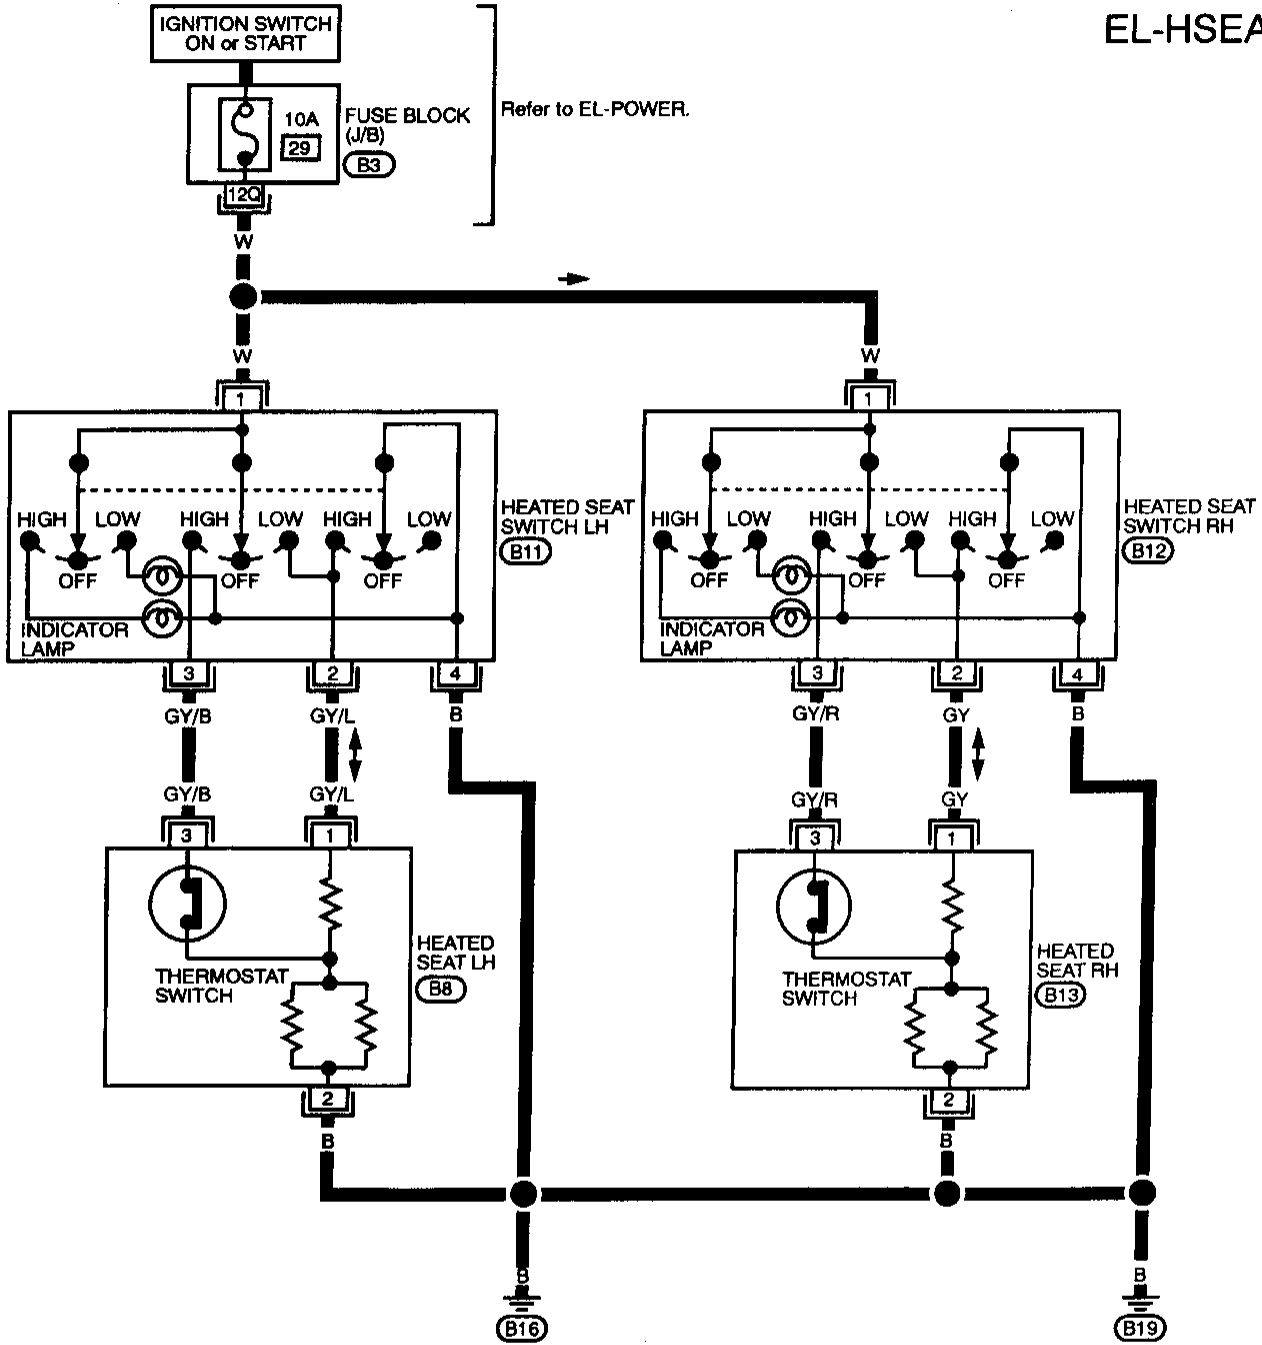 EL-HSEA
IGNITION SWITCH
ON or START
10A
29
FUSE BLOCK
(J/B)
B3
Refer to EL-POWER.
12Q
W
W
W
1
1
HIGH LOW HIGH LOW HIGH LOW
OFF OFF OFF
INDICATOR
LAMP
HEATED SEAT
SWITCH LH
B11
HIGH LOW HIGH LOW HIGH LOW
OFF OFF OFF
INDICATOR
LAMP
HEATED SEAT
SWITCH RH
B12
3 2 4
GY/B GY/L B
3 2 4
GY/R GY B
GY/B GY/L
3 1
GY/R GY
3 1
THERMOSTAT
SWITCH
HEATED
SEAT LH
B8
THERMOSTAT
SWITCH
HEATED
SEAT RH
B13
2
B
2
B
B
B16
B
B19